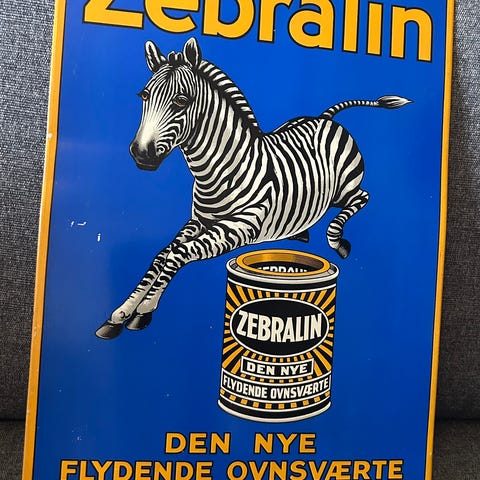 Zebralin
ZEBRALIN
ZEBRALIN
DEN NYE
FLYDENDE OVNSVÆRTE
DEN NYE
FLYDENDE OVNSVÆRTE